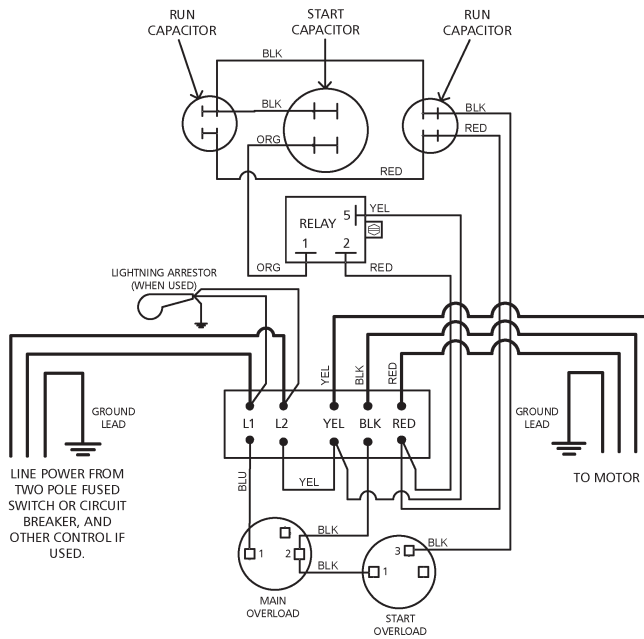 RUN
CAPACITOR
START
CAPACITOR
RUN
CAPACITOR
BLK
BLK
BLK
RED
ORG
RED
YEL
5
RELAY
1
2
ORG
RED
LIGHTNING ARRESTOR
(WHEN USED)
YEL
BLK
RED
GROUND
LEAD
L1
L2
YEL
BLK
RED
GROUND
LEAD
LINE POWER FROM
TWO POLE FUSED
SWITCH OR CIRCUIT
BREAKER, AND
OTHER CONTROL IF
USED.
TO MOTOR
BLU
YEL
BLK
1
2
BLK
3
BLK
1
MAIN
OVERLOAD
START
OVERLOAD